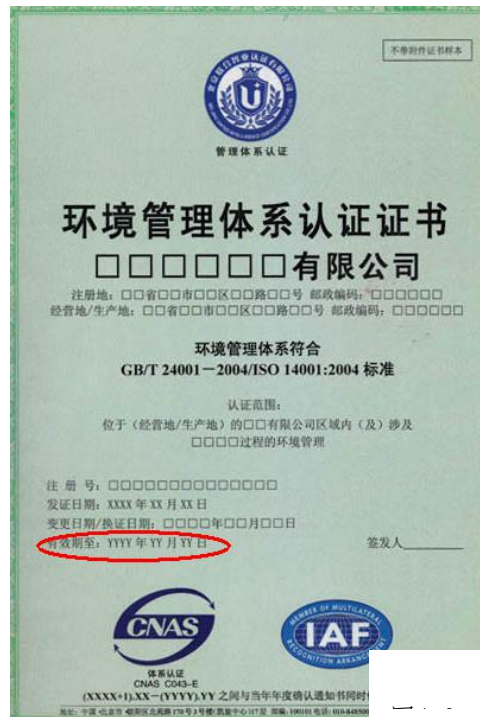 不带附件证书样本
管理体系认证
环境管理体系认证证书
□□□□□□有限公司
注册地：□□省□□市□□区□□路□□号 邮政编码：□□□□□□
经营地/生产地：□□省□□市□□区□□路□□号 邮政编码：□□□□□□
环境管理体系符合
GB/T 24001－2004/ISO 14001:2004 标准
认证范围：
位于（经营地/生产地）的□□有限公司区域内（及）涉及
□□□□过程的环境管理
注 册 号：□□□□□□□□□□□□□□
发证日期：XXXX 年 XX 月 XX 日
变更日期/换证日期：□□□□年□□月□□日
有效期至：YYYY 年 YY 月 YY 日
签发人
CNAS
体系认证
CNAS C043-E
MEMBER OF MULTILATERAL
IAF
RECOGNITION ARRANGEMENT
(XXXX+1).XX－(YYYY).YY 之间与当年年度确认通知书同时